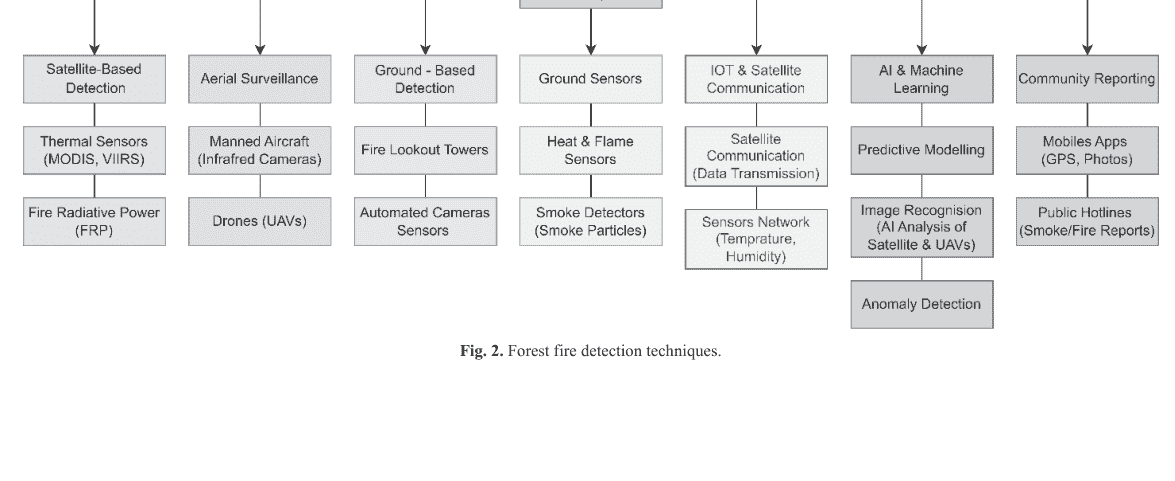 Satellite-Based
Detection
Thermal Sensors
(MODIS, VIIRS)
Fire Radiative Power
(FRP)
Aerial Surveillance
Manned Aircraft
(Infrafred Cameras)
Drones (UAVs)
Ground - Based
Detection
Fire Lookout Towers
Automated Cameras
Sensors
Ground Sensors
Heat & Flame
Sensors
Smoke Detectors
(Smoke Particles)
IOT & Satellite
Communication
Satellite
Communication
(Data Transmission)
Sensors Network
(Temprature,
Humidity)
AI & Machine
Learning
Predictive Modelling
Image Recognision
(AI Analysis of
Satellite & UAVs)
Anomaly Detection
Community Reporting
Mobiles Apps
(GPS, Photos)
Public Hotlines
(Smoke/Fire Reports)
Fig. 2. Forest fire detection techniques.